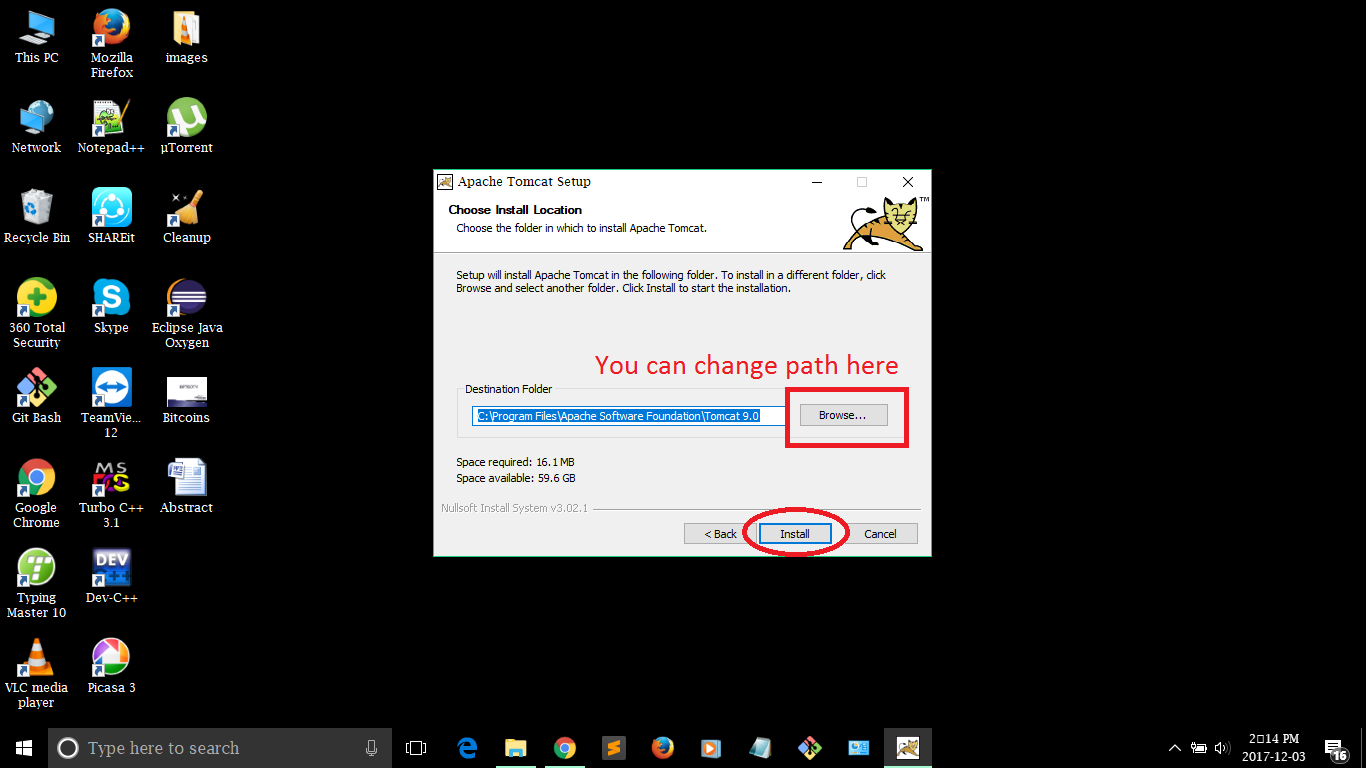 This PC
Mozilla
Firefox
images
Network
Notepad++
µTorrent
Recycle Bin
SHAREit
Cleanup
360 Total
Security
Skype
Eclipse Java
Oxygen
Git Bash
TeamVie...
12
Bitcoins
Google
Chrome
Turbo C++
3.1
Abstract
Typing
Master 10
Dev-C++
VLC media
player
Picasa 3
Apache Tomcat Setup
Choose Install Location
Choose the folder in which to install Apache Tomcat.
TM
Setup will install Apache Tomcat in the following folder. To install in a different folder, click
Browse and select another folder. Click Install to start the installation.
You can change path here
Destination Folder
C:\Program Files\Apache Software Foundation\Tomcat 9.0
Browse...
Space required: 16.1 MB
Space available: 59.6 GB
Nullsoft Install System v3.02.1
< Back
Install
Cancel
Type here to search
2□14 PM
2017-12-03
16